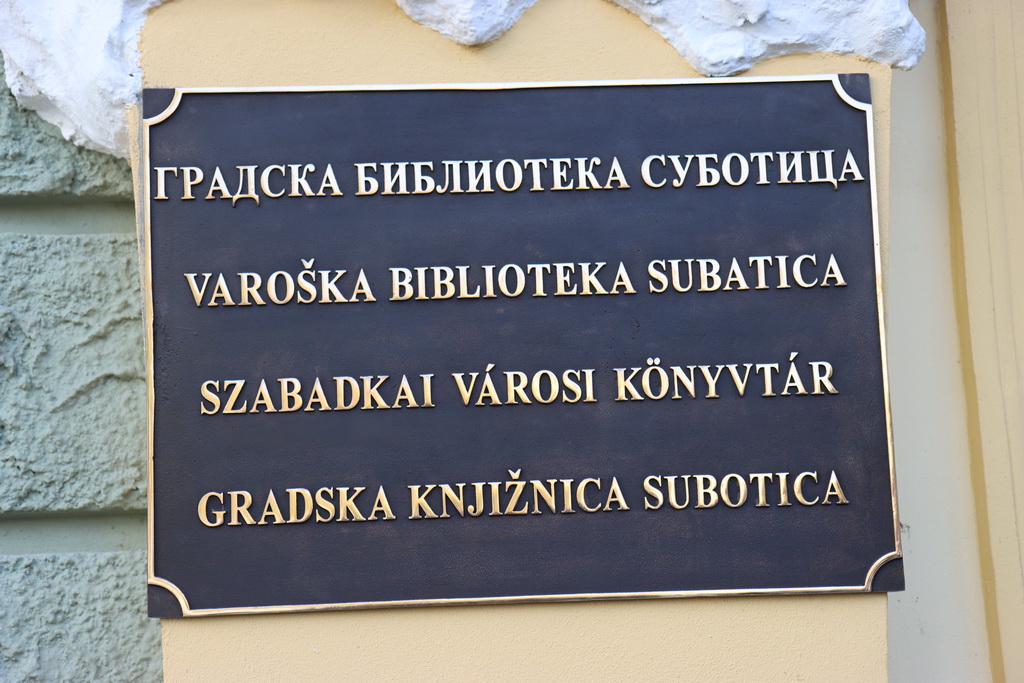 ГРАДСКА БИБЛИОТЕКА СУБОТИЦА
VAROŠKA BIBLIOTEKA SUBATICA
SZABADKAI VÁROSI KÖNYVTÁR
GRADSKA KNJIŽNICA SUBOTICA